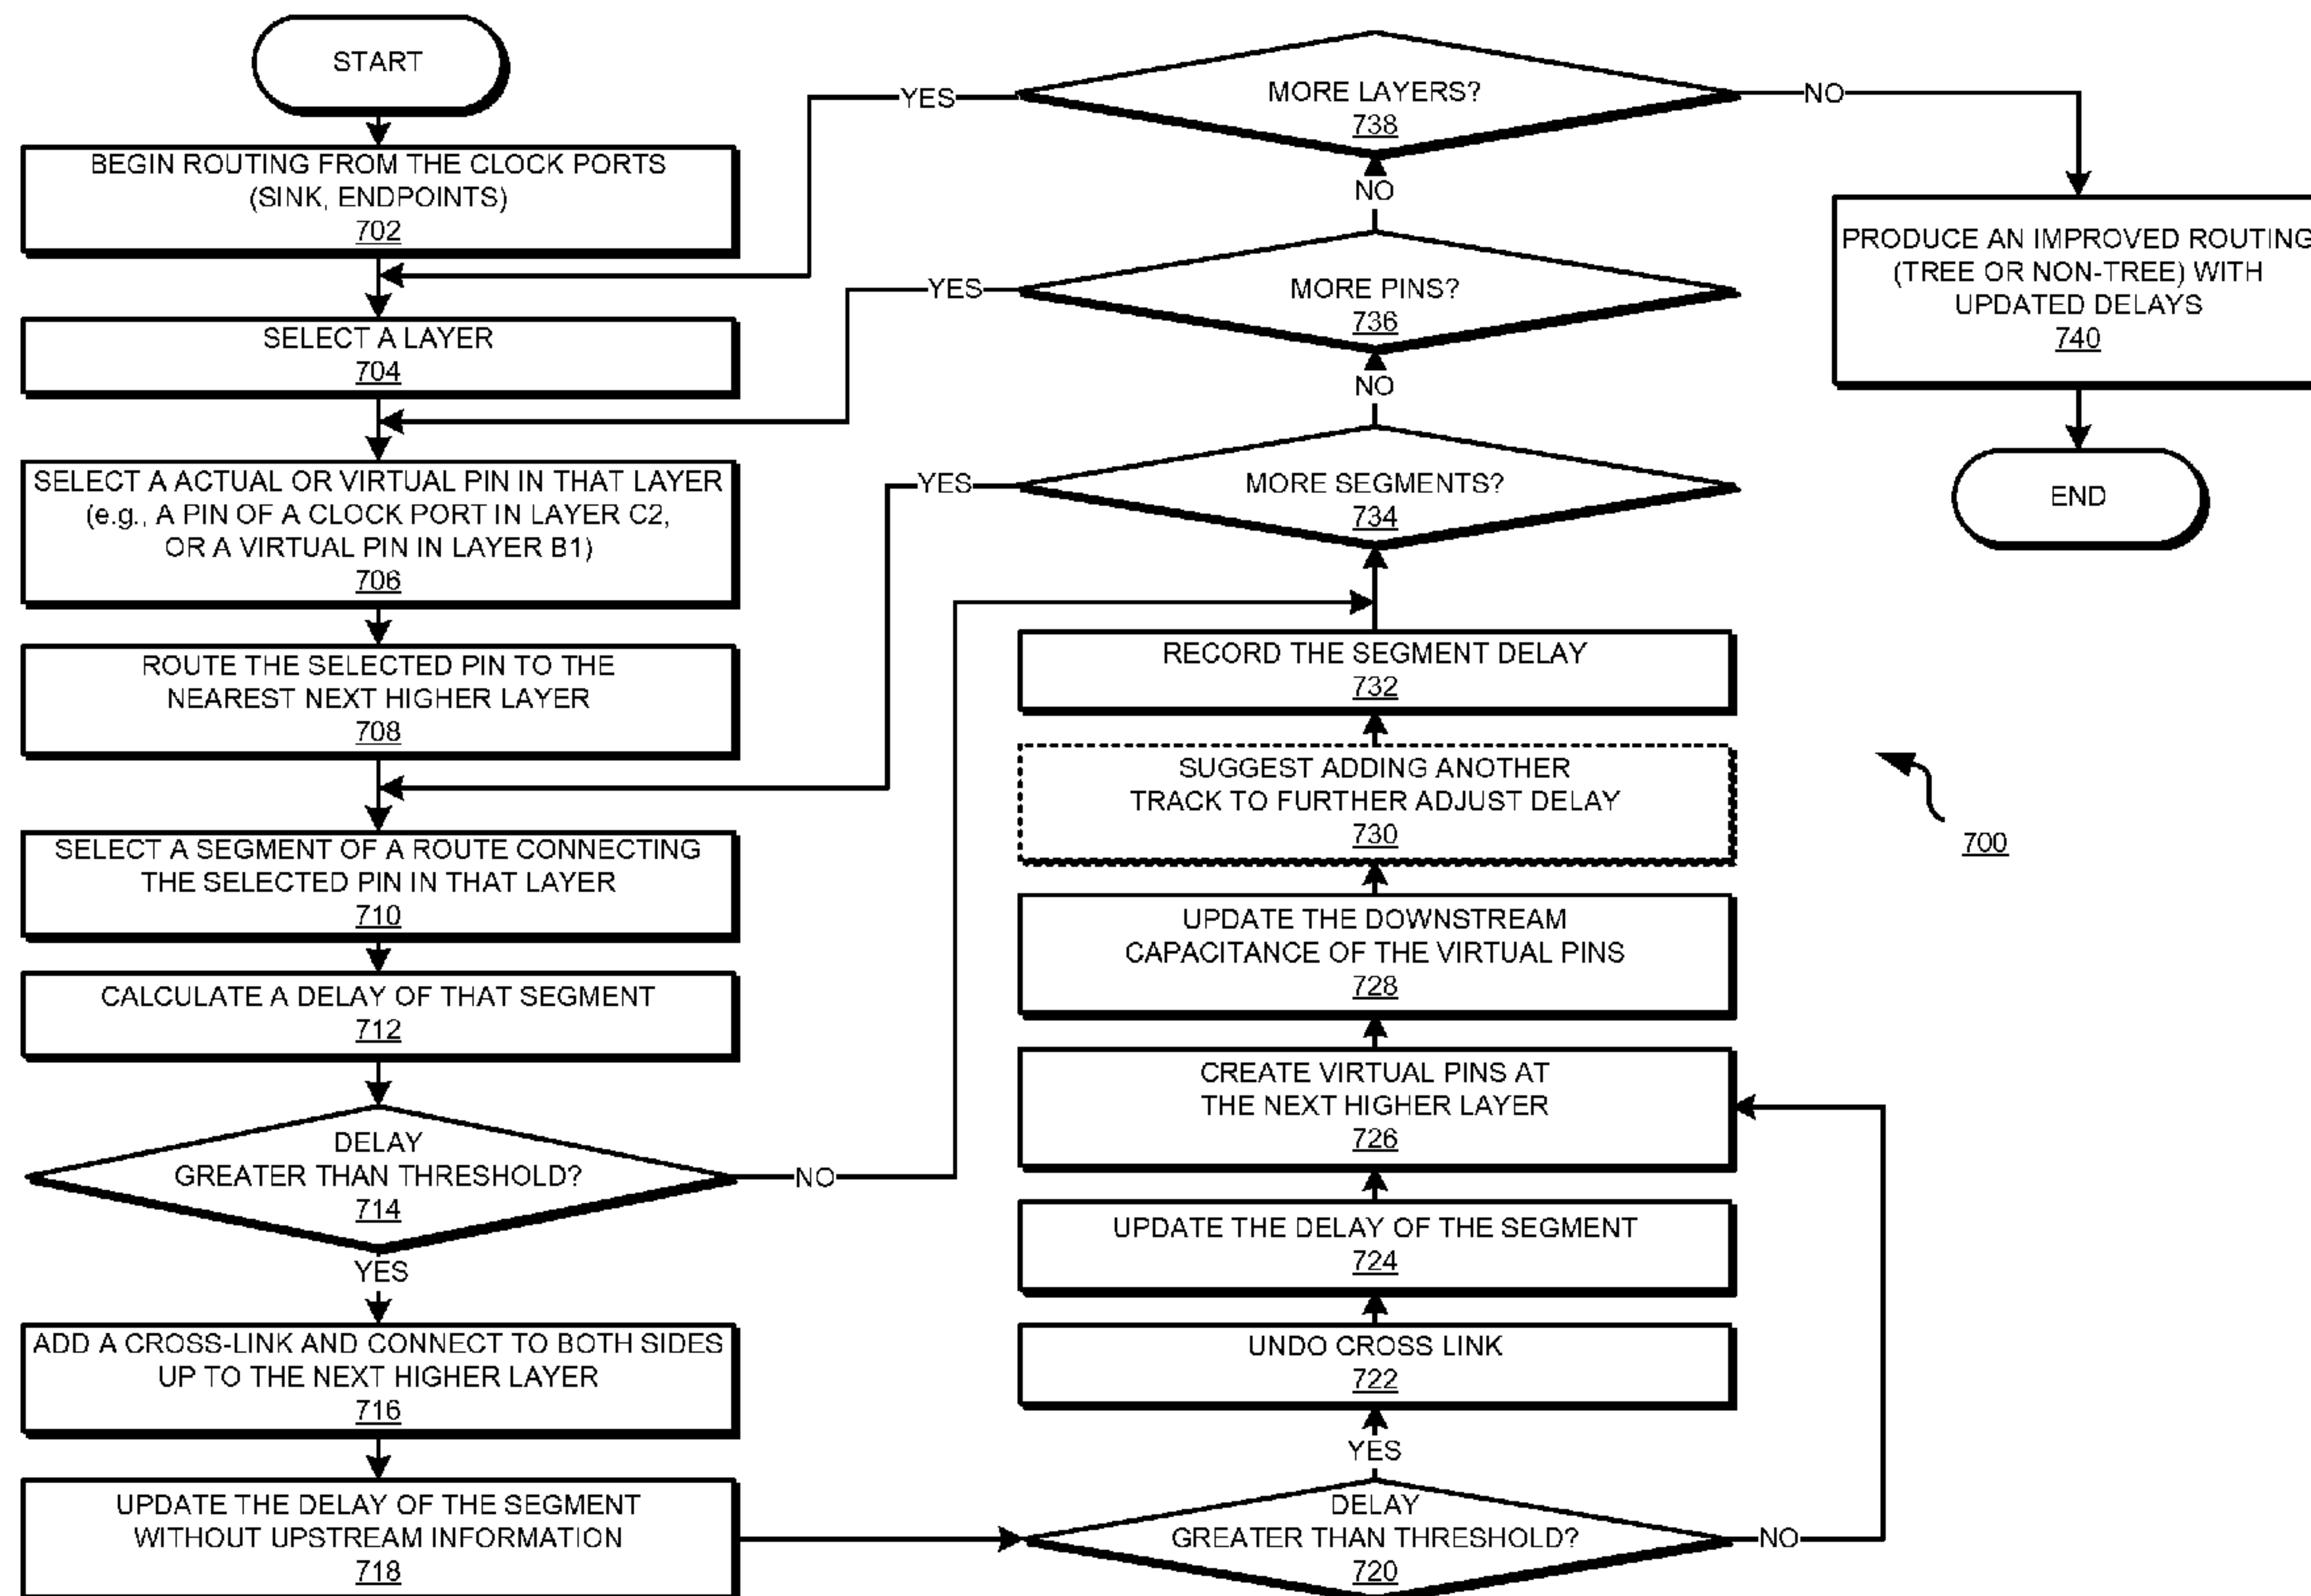 START
BEGIN ROUTING FROM THE CLOCK PORTS
(SINK, ENDPOINTS)
702
SELECT A LAYER
704
SELECT A ACTUAL OR VIRTUAL PIN IN THAT LAYER
(e.g., A PIN OF A CLOCK PORT IN LAYER C2,
OR A VIRTUAL PIN IN LAYER B1)
706
ROUTE THE SELECTED PIN TO THE
NEAREST NEXT HIGHER LAYER
708
SELECT A SEGMENT OF A ROUTE CONNECTING
THE SELECTED PIN IN THAT LAYER
710
CALCULATE A DELAY OF THAT SEGMENT
712
DELAY
GREATER THAN THRESHOLD?
714
NO
YES
ADD A CROSS-LINK AND CONNECT TO BOTH SIDES
UP TO THE NEXT HIGHER LAYER
716
UPDATE THE DELAY OF THE SEGMENT
WITHOUT UPSTREAM INFORMATION
718
DELAY
GREATER THAN THRESHOLD?
720
NO
YES
UNDO CROSS LINK
722
UPDATE THE DELAY OF THE SEGMENT
724
CREATE VIRTUAL PINS AT
THE NEXT HIGHER LAYER
726
UPDATE THE DOWNSTREAM
CAPACITANCE OF THE VIRTUAL PINS
728
SUGGEST ADDING ANOTHER
TRACK TO FURTHER ADJUST DELAY
730
RECORD THE SEGMENT DELAY
732
MORE SEGMENTS?
734
YES
NO
MORE PINS?
736
YES
NO
MORE LAYERS?
738
YES
NO
PRODUCE AN IMPROVED ROUTING
(TREE OR NON-TREE) WITH
UPDATED DELAYS
740
END
700